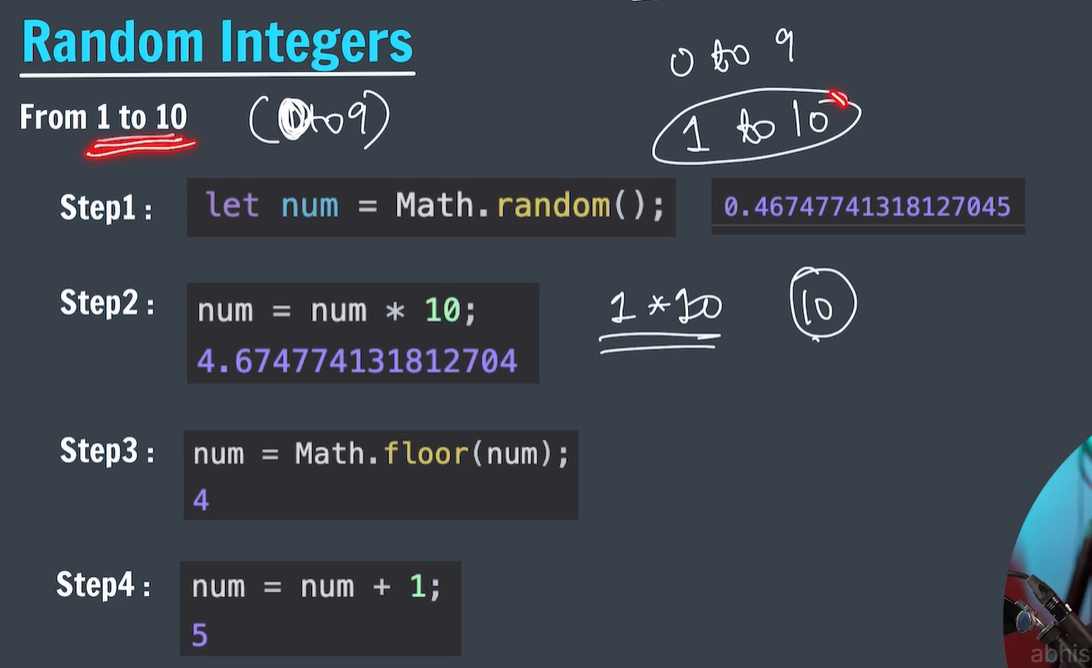 Random Integers
0 to 9
From 1 to 10 (0 to 9)
1 to 10
Step1 : let num = Math.random(); 0.46747741318127045
Step2 : num = num * 10; 1 * 10 10
4.674774131812704
Step3 : num = Math.floor(num);
4
Step4 : num = num + 1;
5
abhis